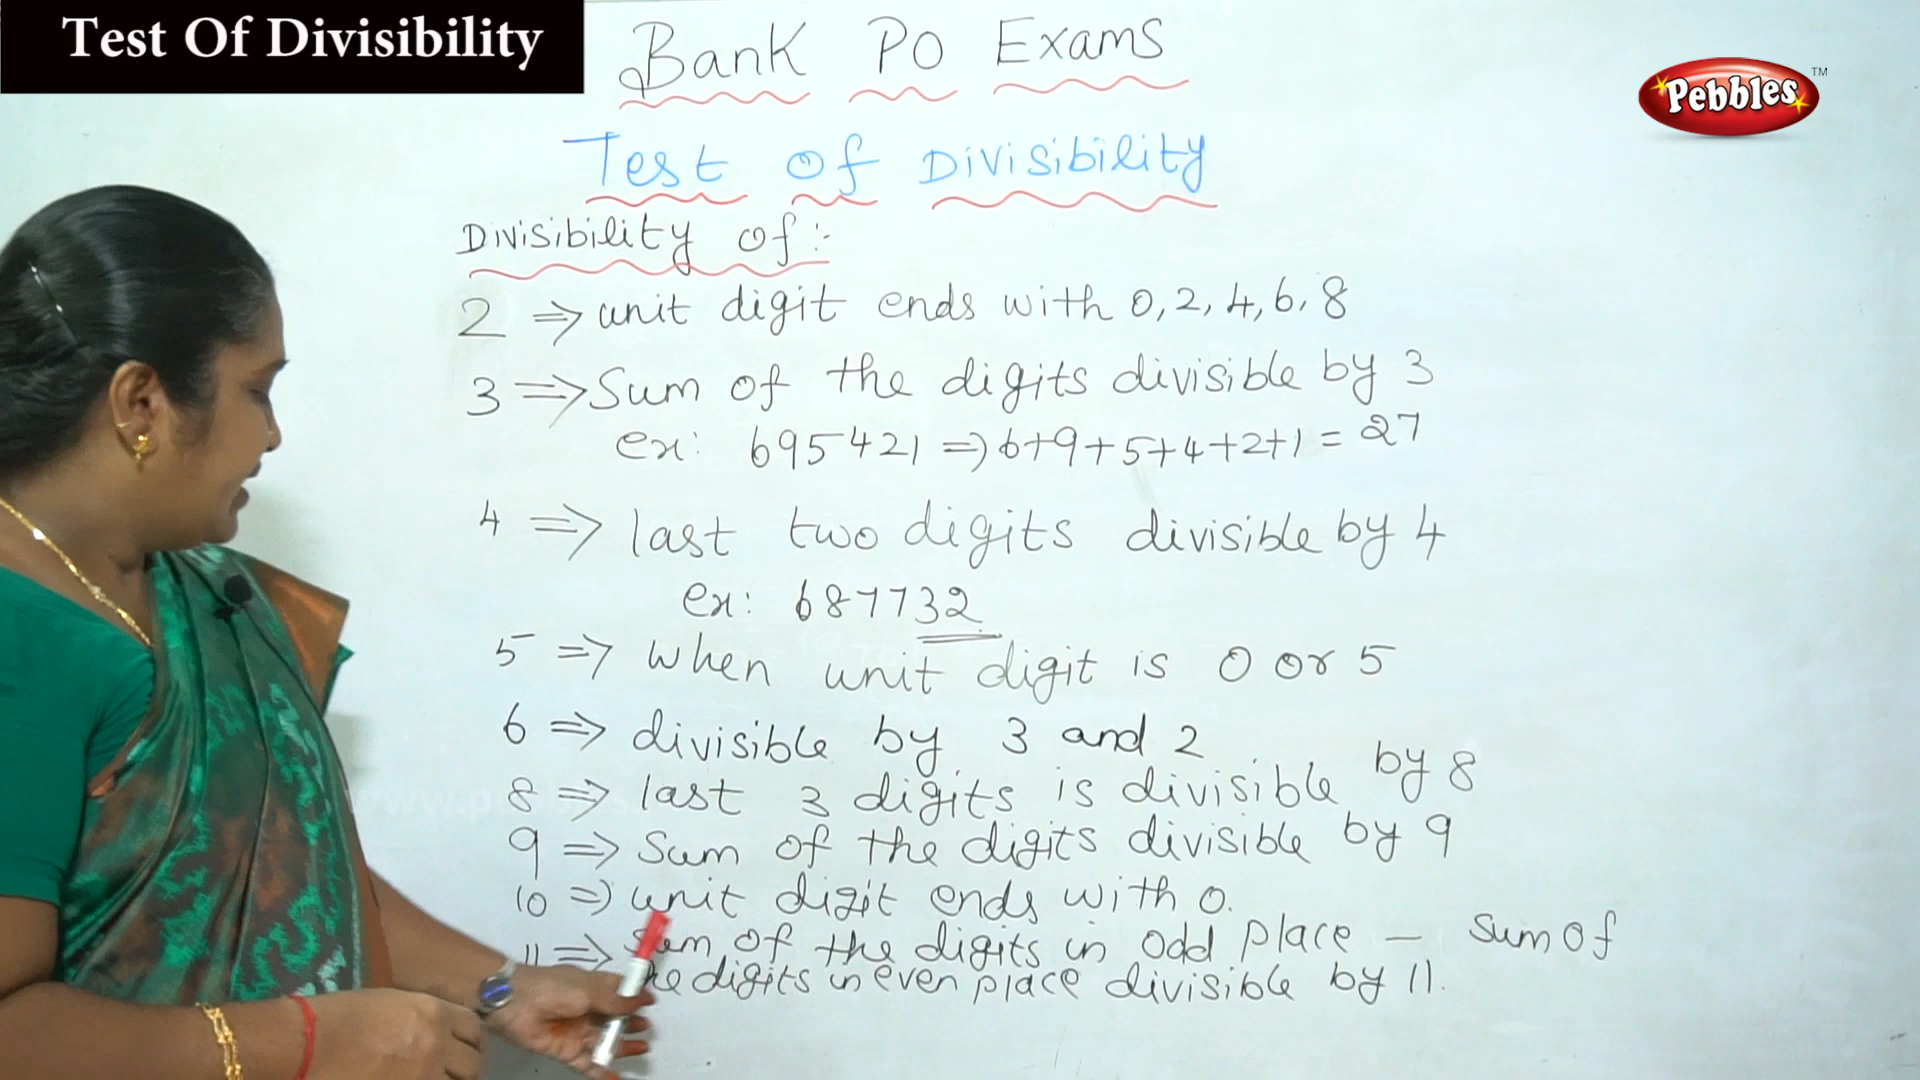 Test Of Divisibility
Bank PO Exams
Pebbles TM
Test of Divisibility
Divisibility of :-
2 => unit digit ends with 0, 2, 4, 6, 8
3 => Sum of the digits divisible by 3
ex: 695421 => 6+9+5+4+2+1 = 27
4 => last two digits divisible by 4
ex: 687732
5 => when unit digit is 0 or 5
6 => divisible by 3 and 2
8 => last 3 digits is divisible by 8
9 => Sum of the digits divisible by 9
10 => unit digit ends with 0.
11 => Sum of the digits in odd place – Sum of
digits in even place divisible by 11.